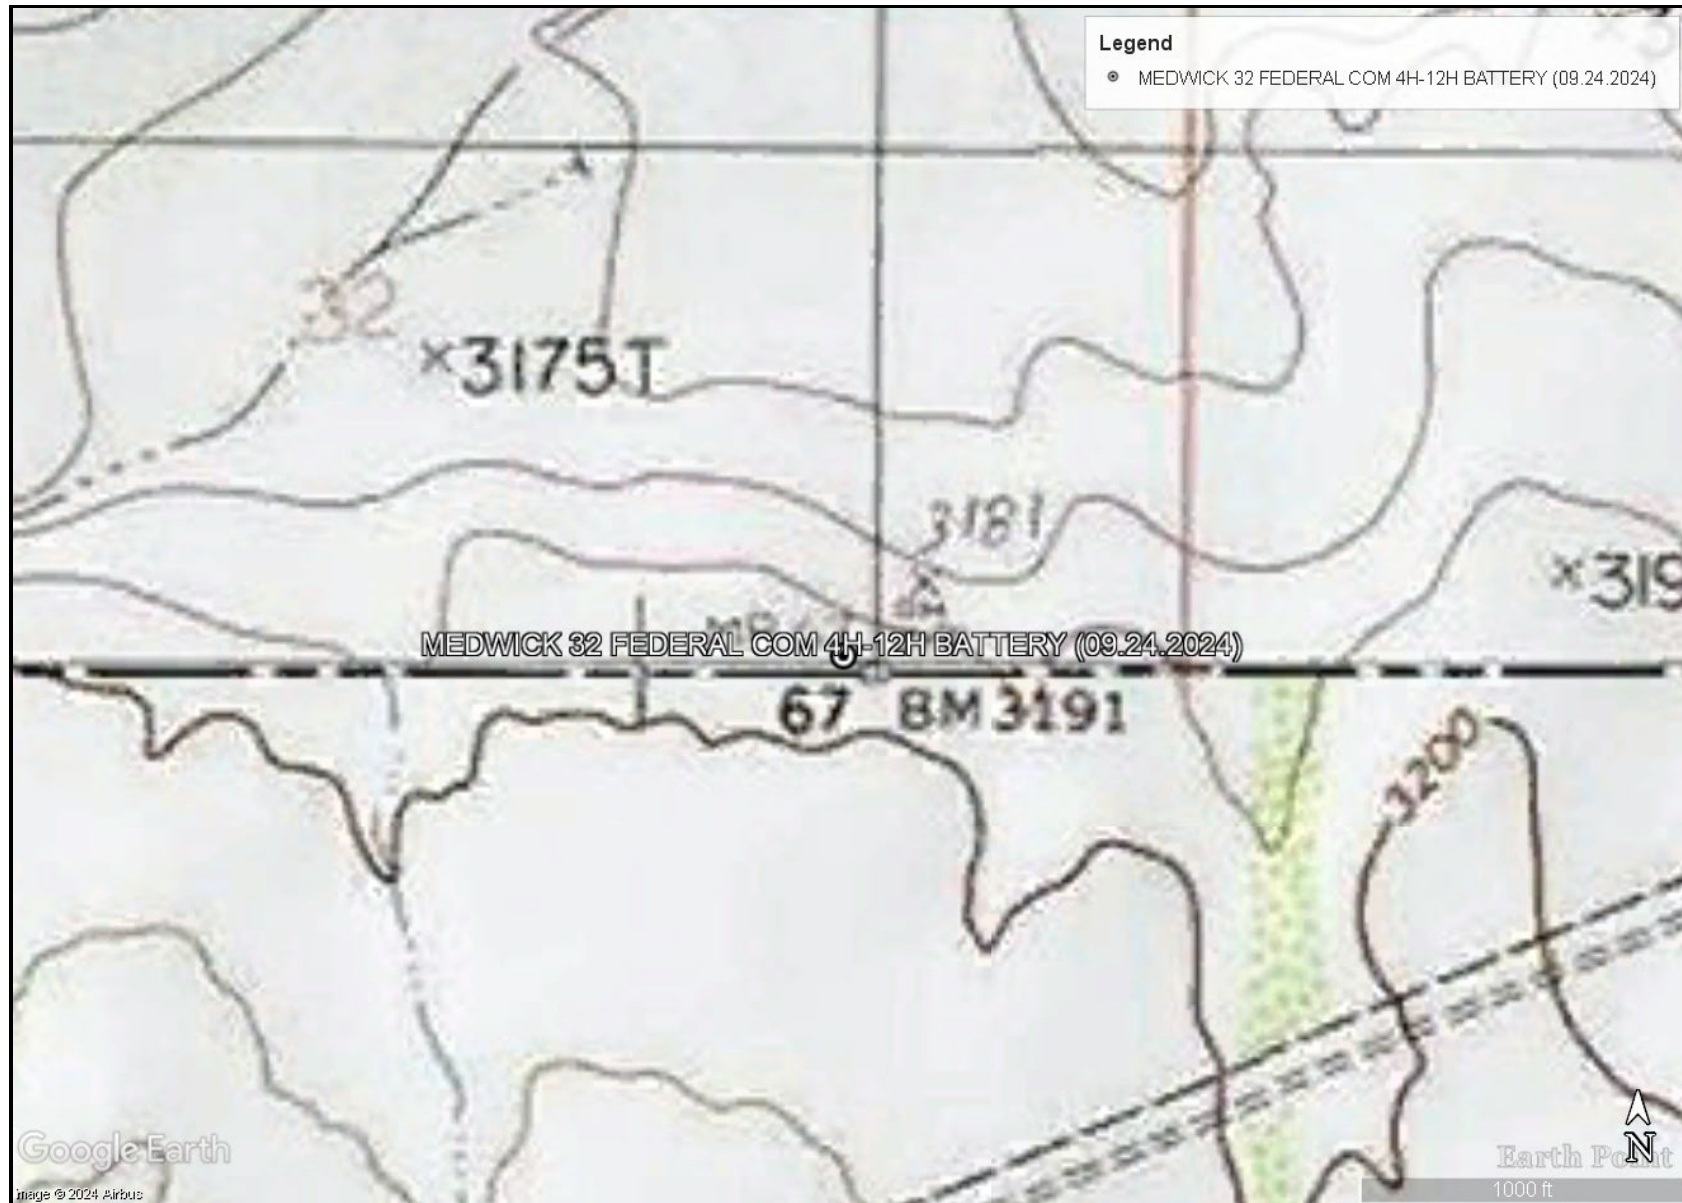 Legend
MEDWICK 32 FEDERAL COM 4H-12H BATTERY (09.24.2024)
32
×3175T
3181
BM
×319
MEDWICK 32 FEDERAL COM 4H-12H BATTERY (09.24.2024)
67 BM 3191
3200
Google Earth
N
Earth Point
Image © 2024 Airbus
1000 ft